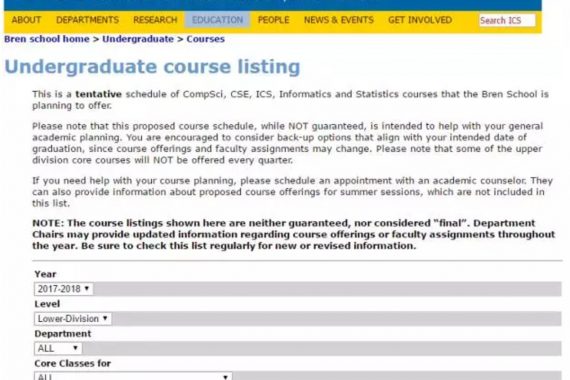 ABOUT DEPARTMENTS RESEARCH EDUCATION PEOPLE NEWS & EVENTS GET INVOLVED Search ICS
Bren school home > Undergraduate > Courses
Undergraduate course listing
This is a tentative schedule of CompSci, CSE, ICS, Informatics and Statistics courses that the Bren School is
planning to offer.
Please note that this proposed course schedule, while NOT guaranteed, is intended to help with your general
academic planning. You are encouraged to consider back-up options that align with your intended date of
graduation, since course offerings and faculty assignments may change. Please note that some of the upper
division core courses will NOT be offered every quarter.
If you need help with your course planning, please schedule an appointment with an academic counselor. They
can also provide information about proposed course offerings for summer sessions, which are not included in
this list.
NOTE: The course listings shown here are neither guaranteed, nor considered "final". Department
Chairs may provide updated information regarding course offerings or faculty assignments throughout
the year. Be sure to check this list regularly for new or revised information.
Year
2017-2018
Level
Lower-Division
Department
ALL
Core Classes for
ALL